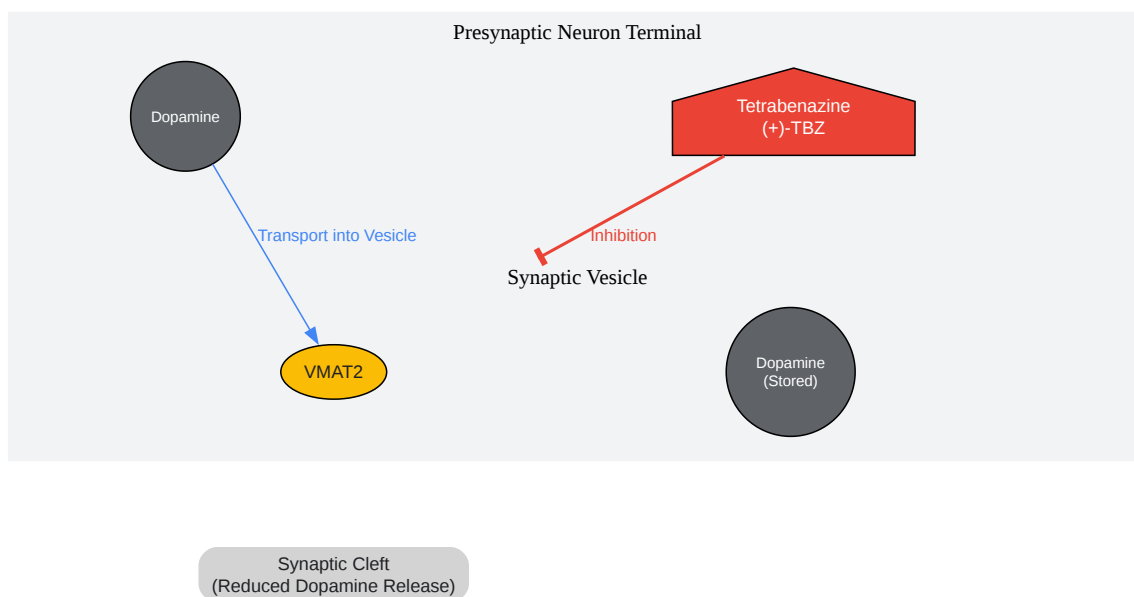 Presynaptic Neuron Terminal
Dopamine
Tetrabenazine
(+)-TBZ
Transport into Vesicle
Inhibition
Synaptic Vesicle
VMAT2
Dopamine
(Stored)
Synaptic Cleft
(Reduced Dopamine Release)